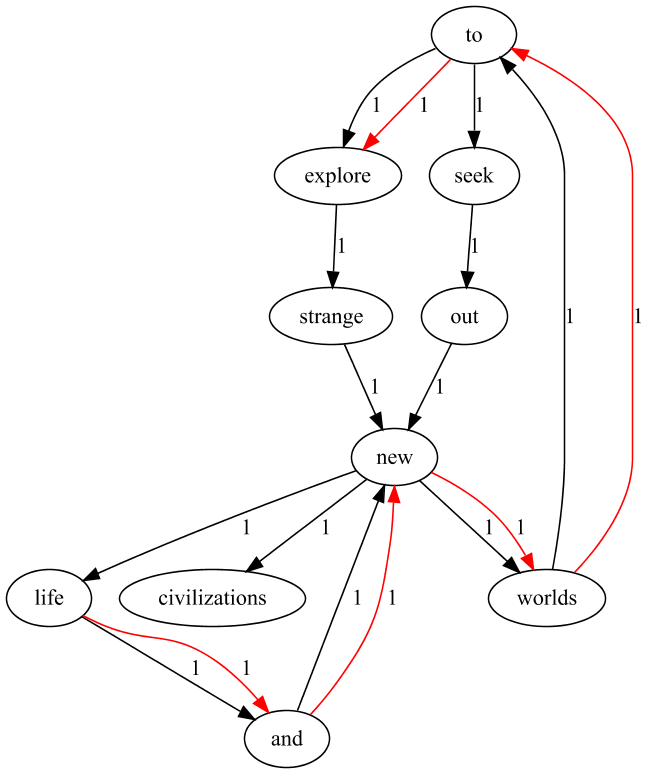 to
1 1 1
explore seek
1 1
strange out
1 1
new
1 1
1 1 1 1
life civilizations worlds
1 1
1 1
and